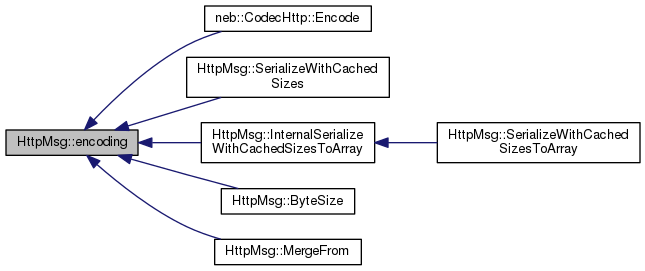 neb::CodecHttp::Encode
HttpMsg::SerializeWithCached
Sizes
HttpMsg::encoding
HttpMsg::InternalSerialize
WithCachedSizesToArray
HttpMsg::SerializeWithCached
SizesToArray
HttpMsg::ByteSize
HttpMsg::MergeFrom